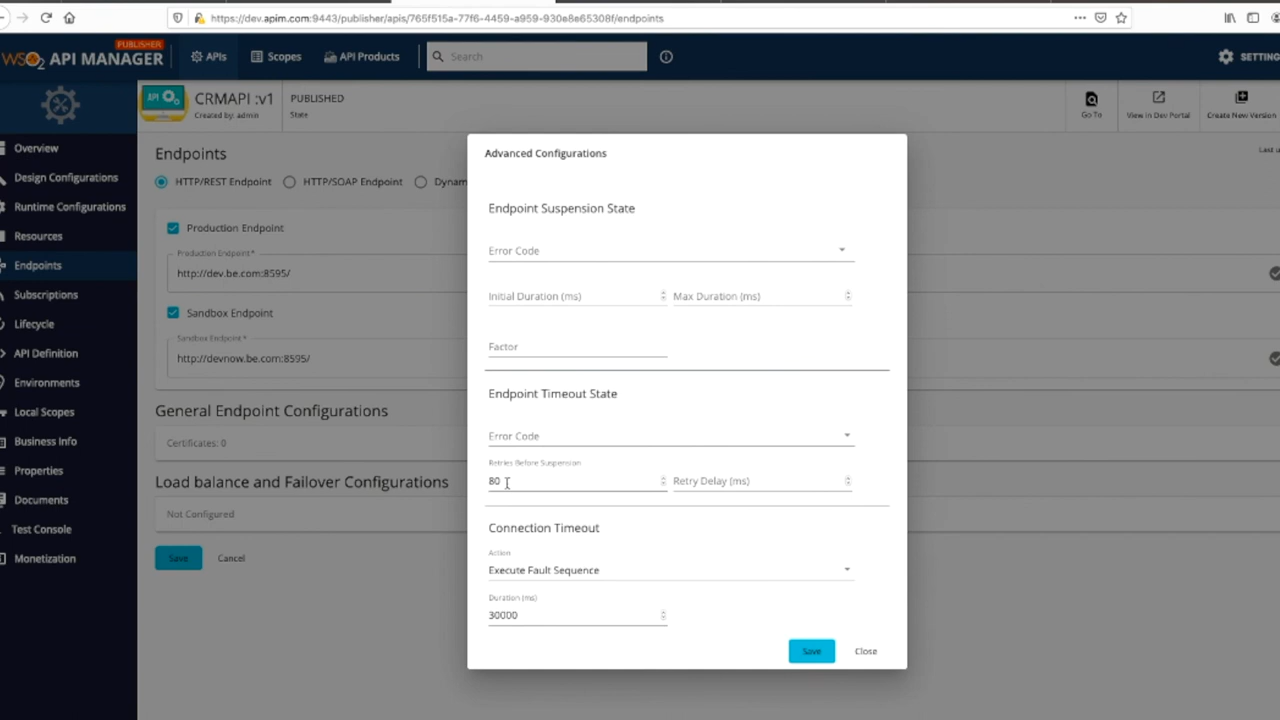 https://dev.apim.com:9443/publisher/apis/765f515a-77f6-4459-a959-930e8e65308f/endpoints
PUBLISHER
WSO2 API MANAGER
APIs
Scopes
API Products
Search
SETTING
API
CRMAPI :v1
Created by: admin
PUBLISHED
State
Go To
View in Dev Portal
Create New Version
Overview
Design Configurations
Runtime Configurations
Resources
Endpoints
Subscriptions
Lifecycle
API Definition
Environments
Local Scopes
Business Info
Properties
Documents
Test Console
Monetization
Endpoints
Last u
HTTP/REST Endpoint
HTTP/SOAP Endpoint
Dynam
Production Endpoint
Production Endpoint*
http://dev.be.com:8595/
Sandbox Endpoint
Sandbox Endpoint*
http://devnow.be.com:8595/
General Endpoint Configurations
Certificates: 0
Load balance and Failover Configurations
Not Configured
Save
Cancel
Advanced Configurations
Endpoint Suspension State
Error Code
Initial Duration (ms)
Max Duration (ms)
Factor
Endpoint Timeout State
Error Code
Retries Before Suspension
80
Retry Delay (ms)
Connection Timeout
Action
Execute Fault Sequence
Duration (ms)
30000
Save
Close